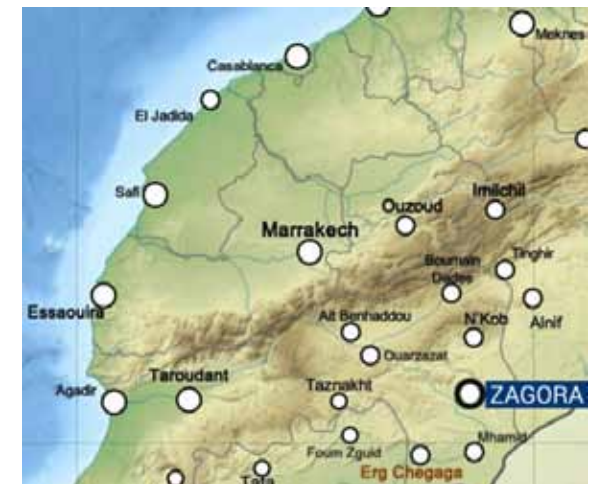 Meknes
Casablanca
El Jadida
Safi
Ouzoud
Imilchil
Marrakech
Boumaln
Dades
Tinghir
Essaouira
Ait Benhaddou
N'Kob
Alnif
Ouarzazat
Agadir
Taroudant
Taznakht
ZAGORA
Foum Zguid
Mhamid
Erg Chegaga
Tata